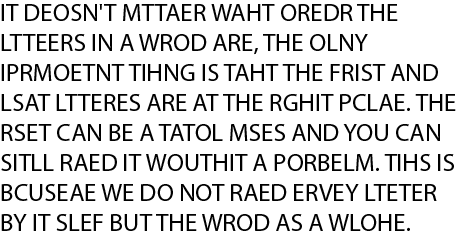 IT DEOSN'T MTTAER WAHT OREDR THE
LTTEERS IN A WROD ARE, THE OLNY
IPRMOETNT TIHNG IS TAHT THE FRIST AND
LSAT LTTERES ARE AT THE RGHIT PCLAE. THE
RSET CAN BE A TATOL MSES AND YOU CAN
SITLL RAED IT WOUTHIT A PORBELM. TIHS IS
BCUSEAE WE DO NOT RAED ERVEY LTETER
BY IT SLEF BUT THE WROD AS A WLOHE.